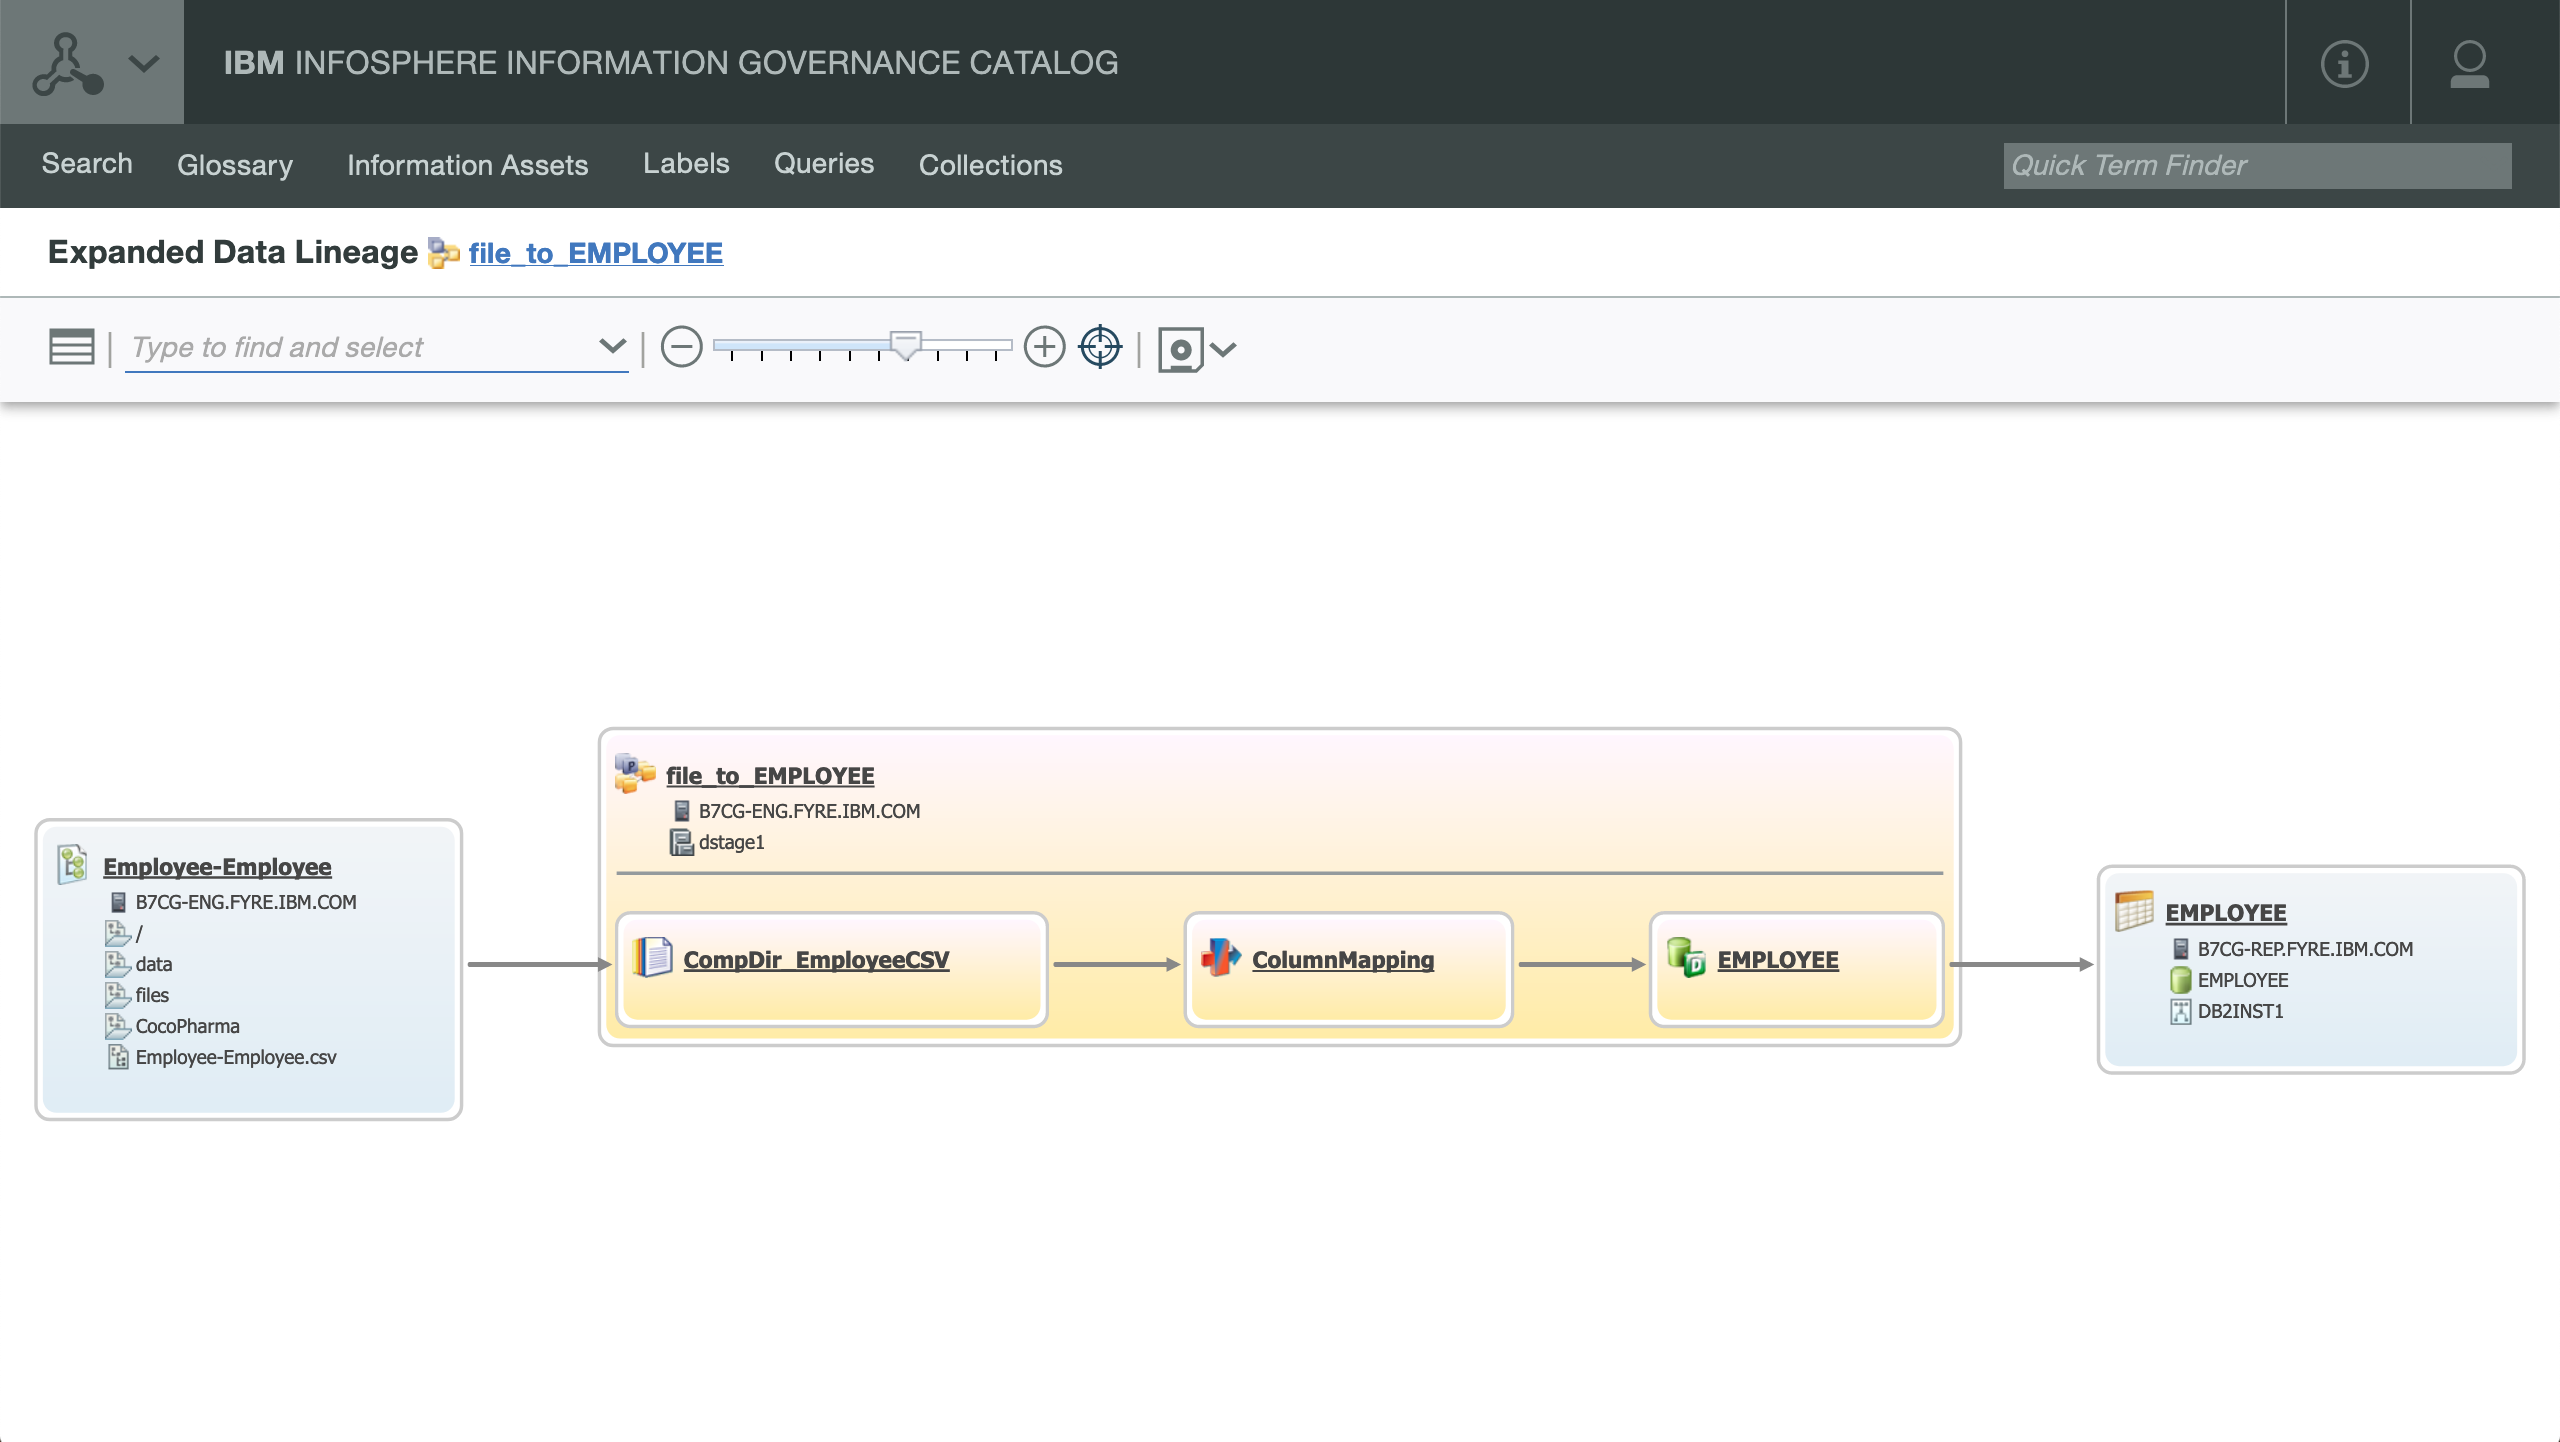 IBM INFOSPHERE INFORMATION GOVERNANCE CATALOG
Search Glossary Information Assets Labels Queries Collections Quick Term Finder
Expanded Data Lineage file_to_EMPLOYEE
Type to find and select
Employee-Employee
B7CG-ENG.FYRE.IBM.COM
/
data
files
CocoPharma
Employee-Employee.csv
file_to_EMPLOYEE
B7CG-ENG.FYRE.IBM.COM
dstage1
CompDir_EmployeeCSV
ColumnMapping
EMPLOYEE
EMPLOYEE
B7CG-REP.FYRE.IBM.COM
EMPLOYEE
DB2INST1